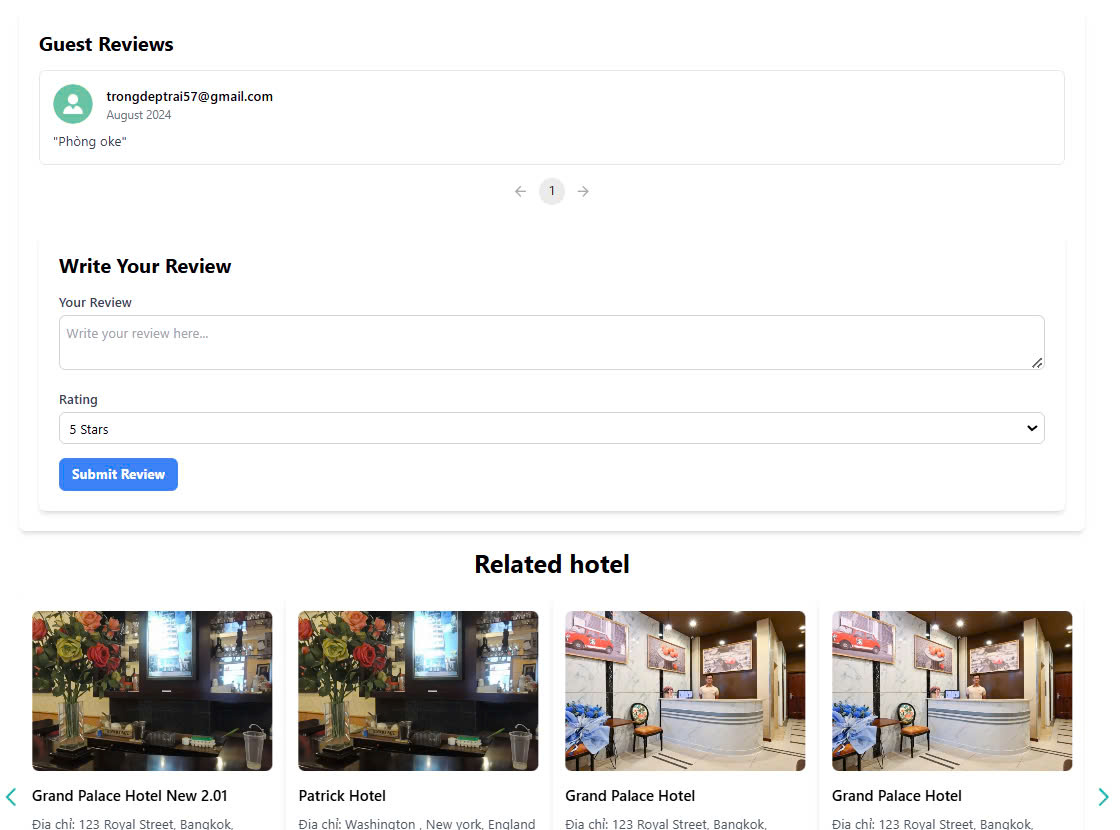 Guest Reviews
trongdeptrai57@gmail.com
August 2024
"Phòng oke"
1
Write Your Review
Your Review
Write your review here...
Rating
5 Stars
Submit Review
Related hotel
Grand Palace Hotel New 2.01
Patrick Hotel
Grand Palace Hotel
Grand Palace Hotel
Địa chỉ: 123 Royal Street, Bangkok,
Địa chỉ: Washington , New york, England
Địa chỉ: 123 Royal Street, Bangkok,
Địa chỉ: 123 Royal Street, Bangkok,